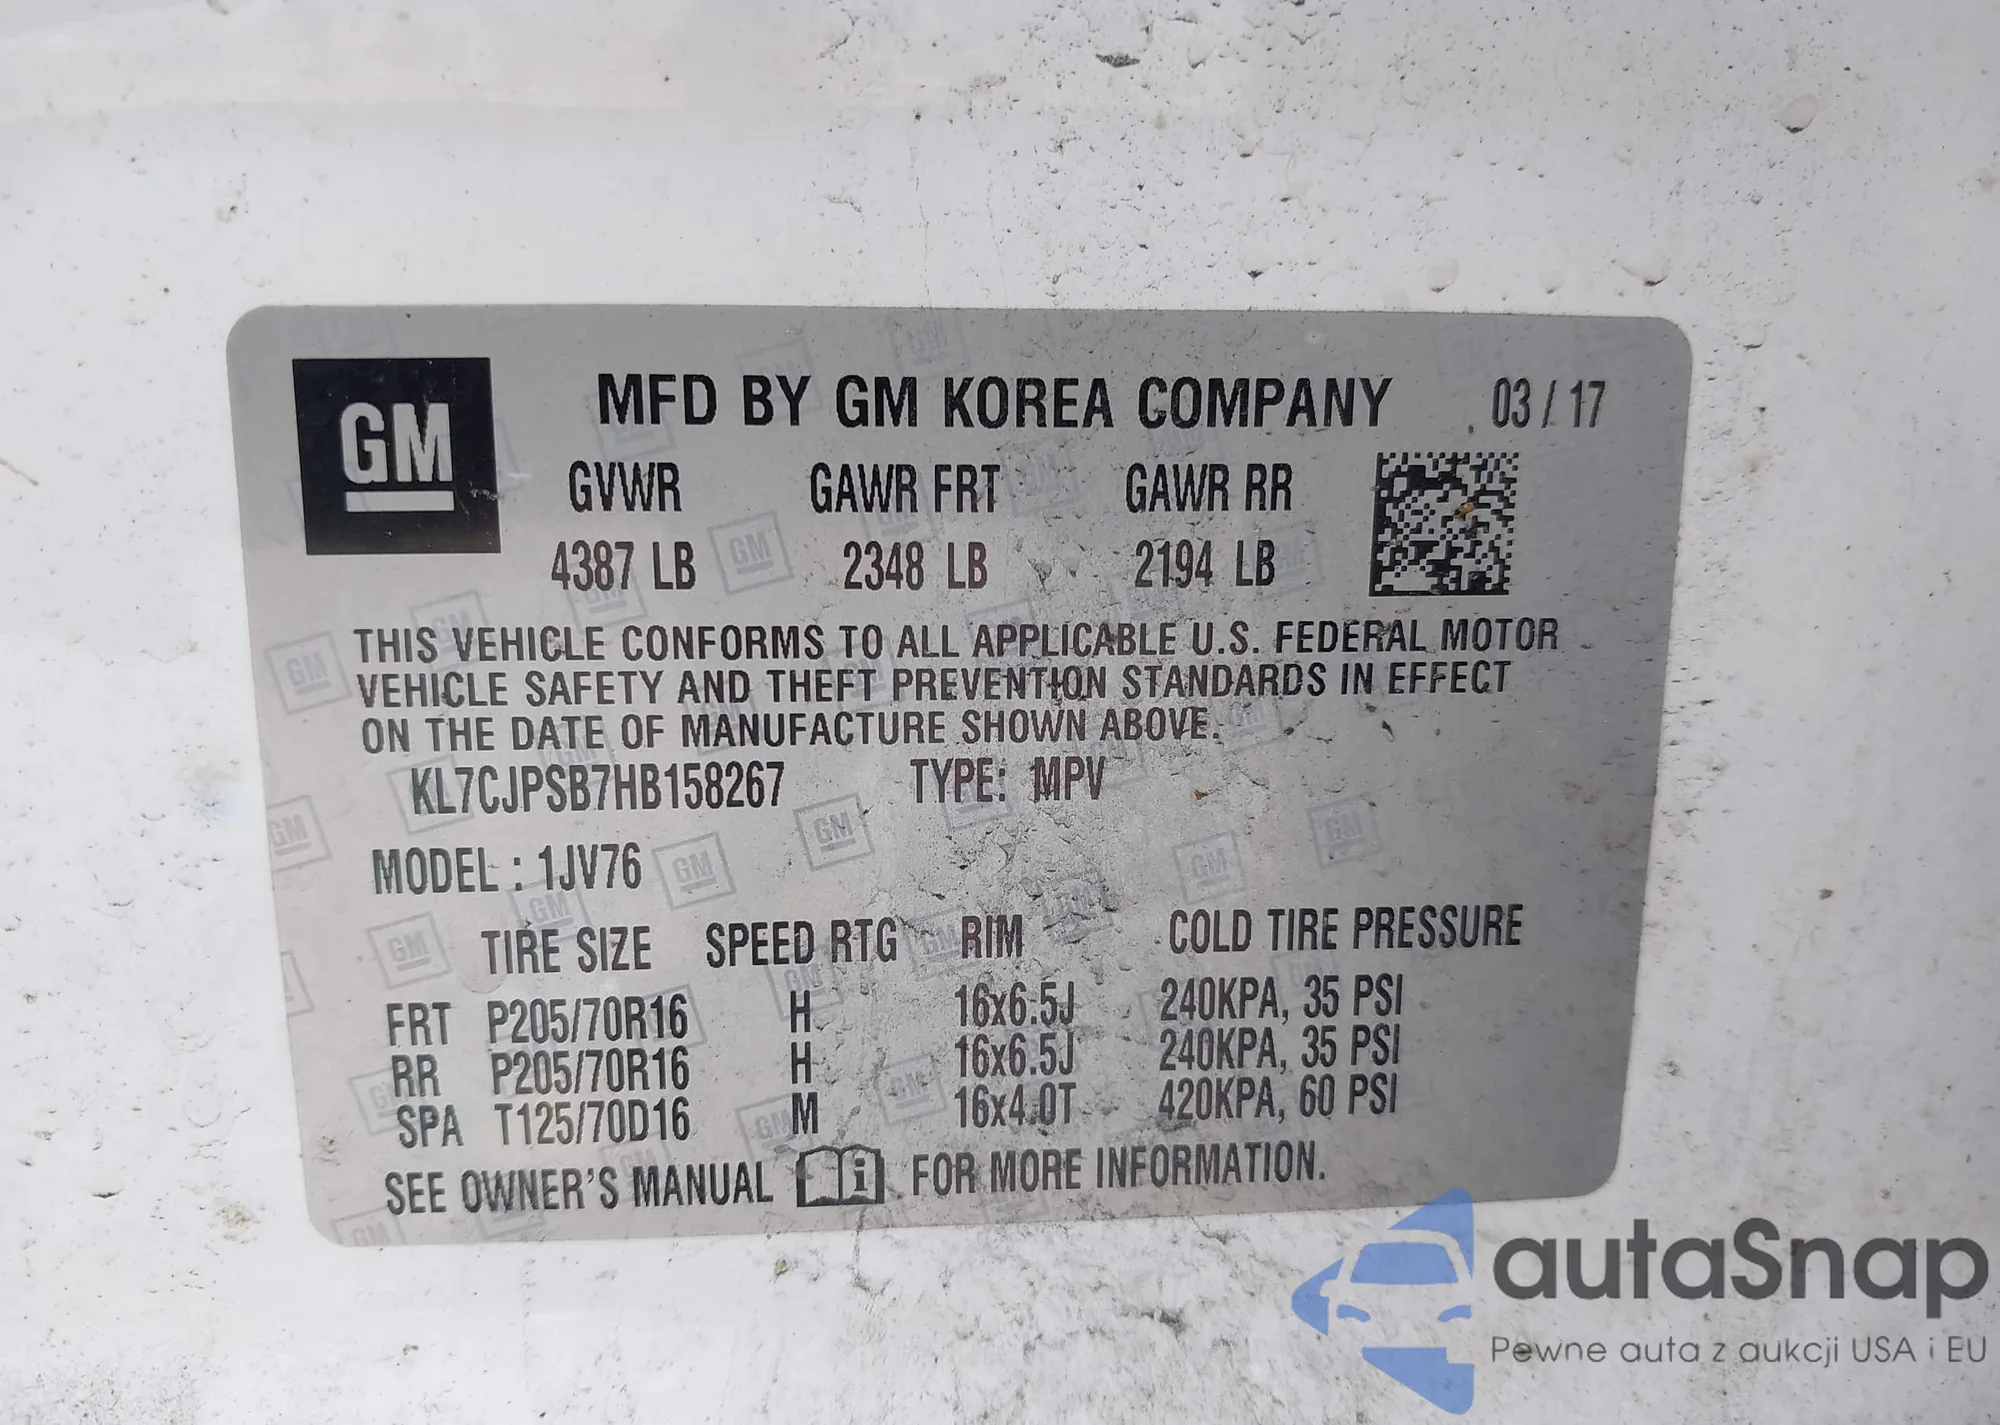 GM
MFD BY GM KOREA COMPANY 03 / 17
GVWR GAWR FRT GAWR RR
4387 LB 2348 LB 2194 LB
THIS VEHICLE CONFORMS TO ALL APPLICABLE U.S. FEDERAL MOTOR
VEHICLE SAFETY AND THEFT PREVENTION STANDARDS IN EFFECT
ON THE DATE OF MANUFACTURE SHOWN ABOVE.
KL7CJPSB7HB158267 TYPE: MPV
MODEL : 1JV76
TIRE SIZE SPEED RTG RIM COLD TIRE PRESSURE
FRT P205/70R16 H 16x6.5J 240KPA, 35 PSI
RR P205/70R16 H 16x6.5J 240KPA, 35 PSI
SPA T125/70D16 M 16x4.0T 420KPA, 60 PSI
SEE OWNER'S MANUAL i FOR MORE INFORMATION.
autaSnap
Pewne auta z aukcji USA i EU